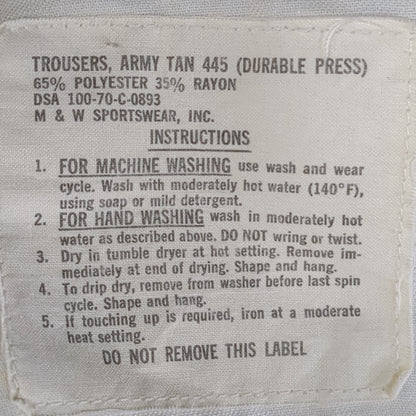 TROUSERS, ARMY TAN 445 (DURABLE PRESS)
65% POLYESTER 35% RAYON
DSA 100-70-C-0893
M & W SPORTSWEAR, INC.
INSTRUCTIONS
1. FOR MACHINE WASHING use wash and wear
cycle. Wash with moderately hot water (140°F),
using soap or mild detergent.
2. FOR HAND WASHING wash in moderately hot
water as described above. DO NOT wring or twist.
3. Dry in tumble dryer at hot setting. Remove im-
mediately at end of drying. Shape and hang.
4. To drip dry, remove from washer before last spin
cycle. Shape and hang.
5. If touching up is required, iron at a moderate
heat setting.
DO NOT REMOVE THIS LABEL